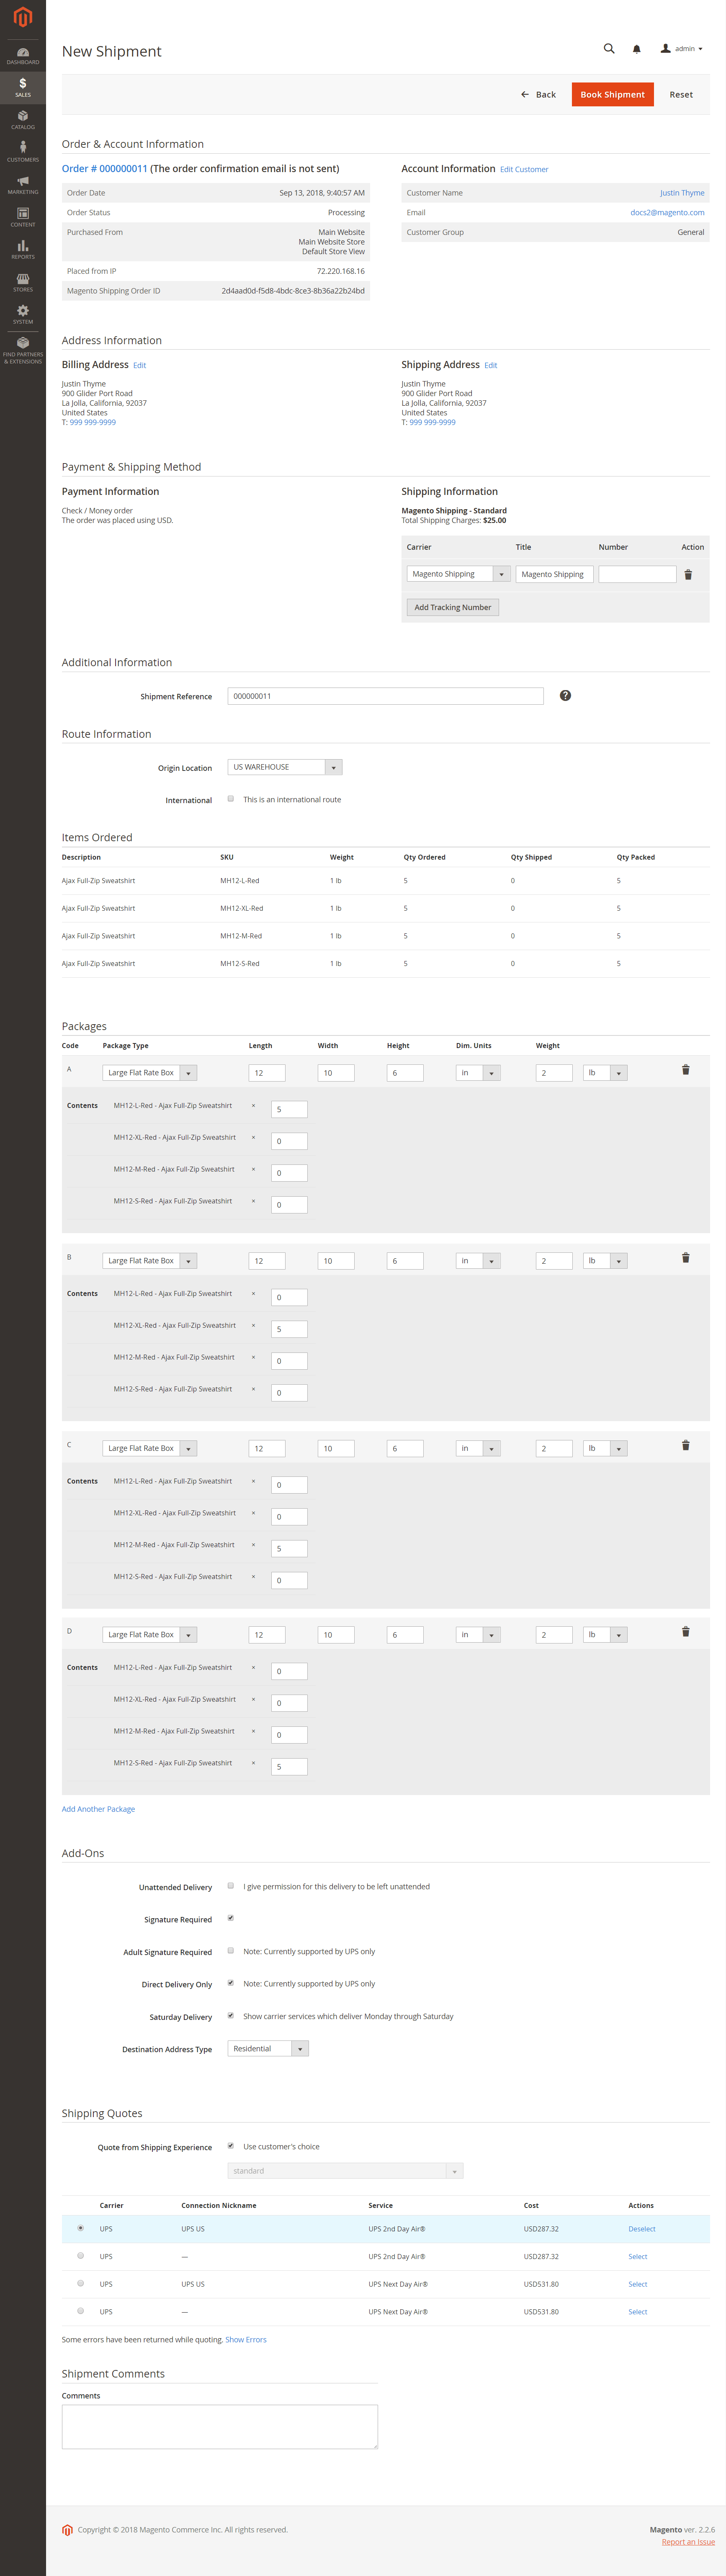 New Shipment
admin
Back
Book Shipment
Reset
DASHBOARD
SALES
CATALOG
CUSTOMERS
MARKETING
CONTENT
REPORTS
STORES
SYSTEM
FIND PARTNERS
& EXTENSIONS
Order & Account Information
Order # 000000011 (The order confirmation email is not sent)
Order Date Sep 13, 2018, 9:40:57 AM
Order Status Processing
Purchased From Main Website
Main Website Store
Default Store View
Placed from IP 72.220.168.16
Magento Shipping Order ID 2d4aad0d-f5d8-4bdc-8ce3-8b36a22b24bd
Account Information Edit Customer
Customer Name Justin Thyme
Email docs2@magento.com
Customer Group General
Address Information
Billing Address Edit
Justin Thyme
900 Glider Port Road
La Jolla, California, 92037
United States
T: 999 999-9999
Shipping Address Edit
Justin Thyme
900 Glider Port Road
La Jolla, California, 92037
United States
T: 999 999-9999
Payment & Shipping Method
Payment Information
Check / Money order
The order was placed using USD.
Shipping Information
Magento Shipping - Standard
Total Shipping Charges: $25.00
Carrier Title Number Action
Magento Shipping Magento Shipping
Add Tracking Number
Additional Information
Shipment Reference 000000011 ?
Route Information
Origin Location US WAREHOUSE
International This is an international route
Items Ordered
Description SKU Weight Qty Ordered Qty Shipped Qty Packed
Ajax Full-Zip Sweatshirt MH12-L-Red 1 lb 5 0 5
Ajax Full-Zip Sweatshirt MH12-XL-Red 1 lb 5 0 5
Ajax Full-Zip Sweatshirt MH12-M-Red 1 lb 5 0 5
Ajax Full-Zip Sweatshirt MH12-S-Red 1 lb 5 0 5
Packages
Code Package Type Length Width Height Dim. Units Weight
A Large Flat Rate Box 12 10 6 in 2 lb
Contents MH12-L-Red - Ajax Full-Zip Sweatshirt × 5
MH12-XL-Red - Ajax Full-Zip Sweatshirt × 0
MH12-M-Red - Ajax Full-Zip Sweatshirt × 0
MH12-S-Red - Ajax Full-Zip Sweatshirt × 0
B Large Flat Rate Box 12 10 6 in 2 lb
Contents MH12-L-Red - Ajax Full-Zip Sweatshirt × 0
MH12-XL-Red - Ajax Full-Zip Sweatshirt × 5
MH12-M-Red - Ajax Full-Zip Sweatshirt × 0
MH12-S-Red - Ajax Full-Zip Sweatshirt × 0
C Large Flat Rate Box 12 10 6 in 2 lb
Contents MH12-L-Red - Ajax Full-Zip Sweatshirt × 0
MH12-XL-Red - Ajax Full-Zip Sweatshirt × 0
MH12-M-Red - Ajax Full-Zip Sweatshirt × 5
MH12-S-Red - Ajax Full-Zip Sweatshirt × 0
D Large Flat Rate Box 12 10 6 in 2 lb
Contents MH12-L-Red - Ajax Full-Zip Sweatshirt × 0
MH12-XL-Red - Ajax Full-Zip Sweatshirt × 0
MH12-M-Red - Ajax Full-Zip Sweatshirt × 0
MH12-S-Red - Ajax Full-Zip Sweatshirt × 5
Add Another Package
Add-Ons
Unattended Delivery I give permission for this delivery to be left unattended
Signature Required
Adult Signature Required Note: Currently supported by UPS only
Direct Delivery Only Note: Currently supported by UPS only
Saturday Delivery Show carrier services which deliver Monday through Saturday
Destination Address Type Residential
Shipping Quotes
Quote from Shipping Experience Use customer's choice
standard
Carrier Connection Nickname Service Cost Actions
UPS UPS US UPS 2nd Day Air® USD287.32 Deselect
UPS — UPS 2nd Day Air® USD287.32 Select
UPS UPS US UPS Next Day Air® USD531.80 Select
UPS — UPS Next Day Air® USD531.80 Select
Some errors have been returned while quoting. Show Errors
Shipment Comments
Comments
Copyright © 2018 Magento Commerce Inc. All rights reserved.
Magento ver. 2.2.6
Report an Issue